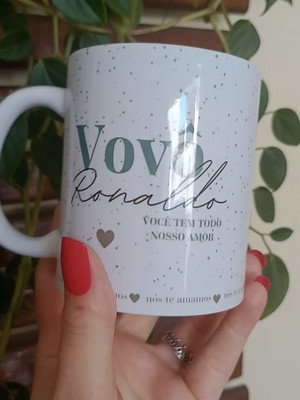 Vovô
Ronaldo
VOCÊ TEM TODO
NOSSO AMOR
nós te amamos